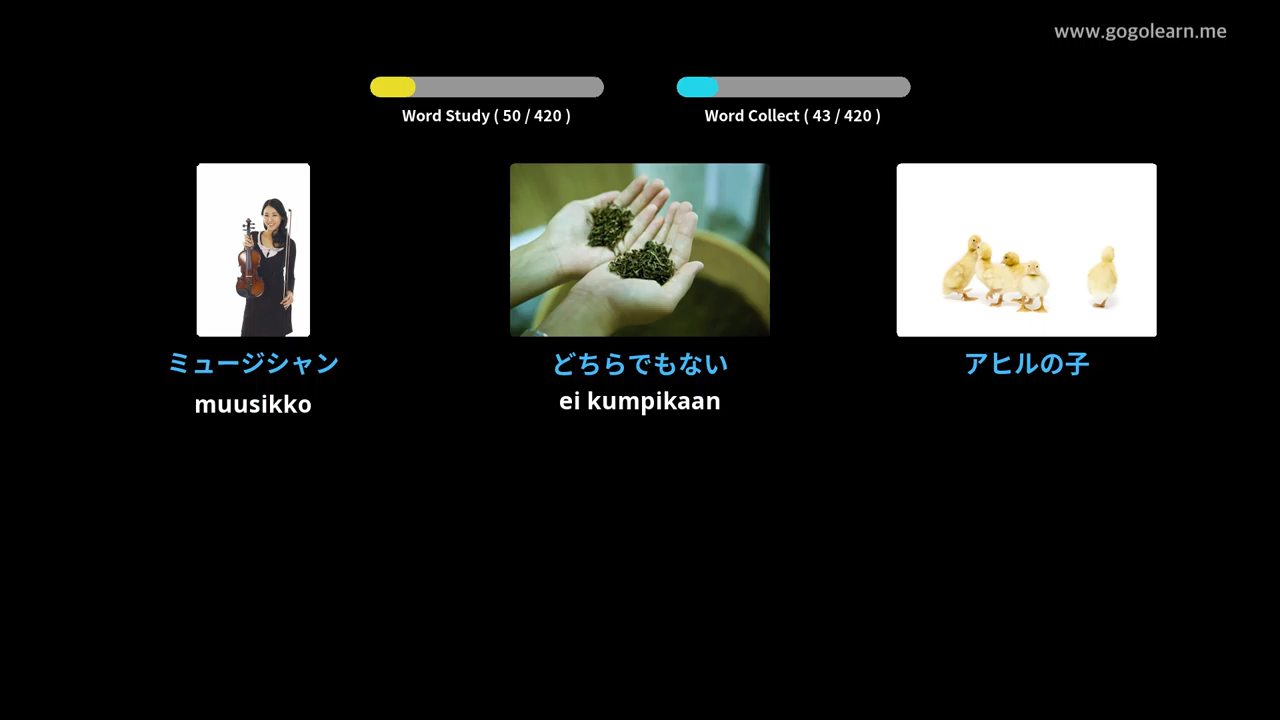 www.gogolearn.me
Word Study ( 50 / 420 )
Word Collect ( 43 / 420 )
ミュージシャン
muusikko
どちらでもない
ei kumpikaan
アヒルの子